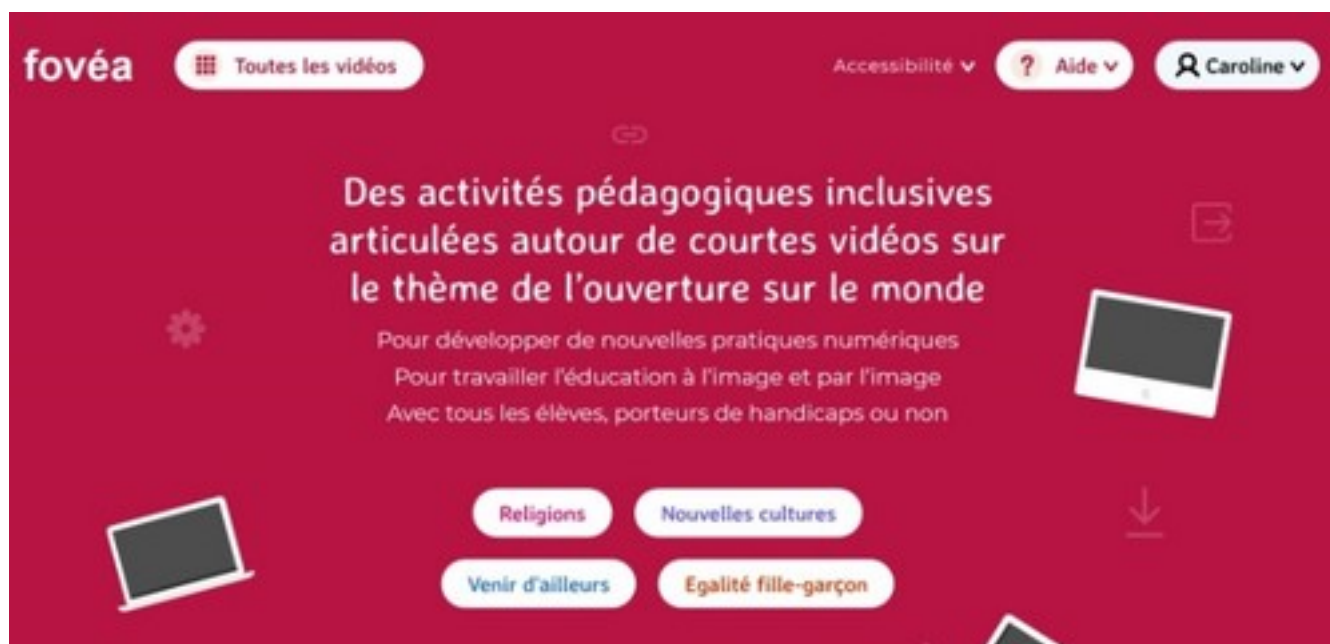 fovéa
Toutes les vidéos
Accessibilité
? Aide
Caroline
Des activités pédagogiques inclusives
articulées autour de courtes vidéos sur
le thème de l'ouverture sur le monde
Pour développer de nouvelles pratiques numériques
Pour travailler l'éducation à l'image et par l'image
Avec tous les élèves, porteurs de handicaps ou non
Religions
Nouvelles cultures
Venir d'ailleurs
Egalité fille-garçon